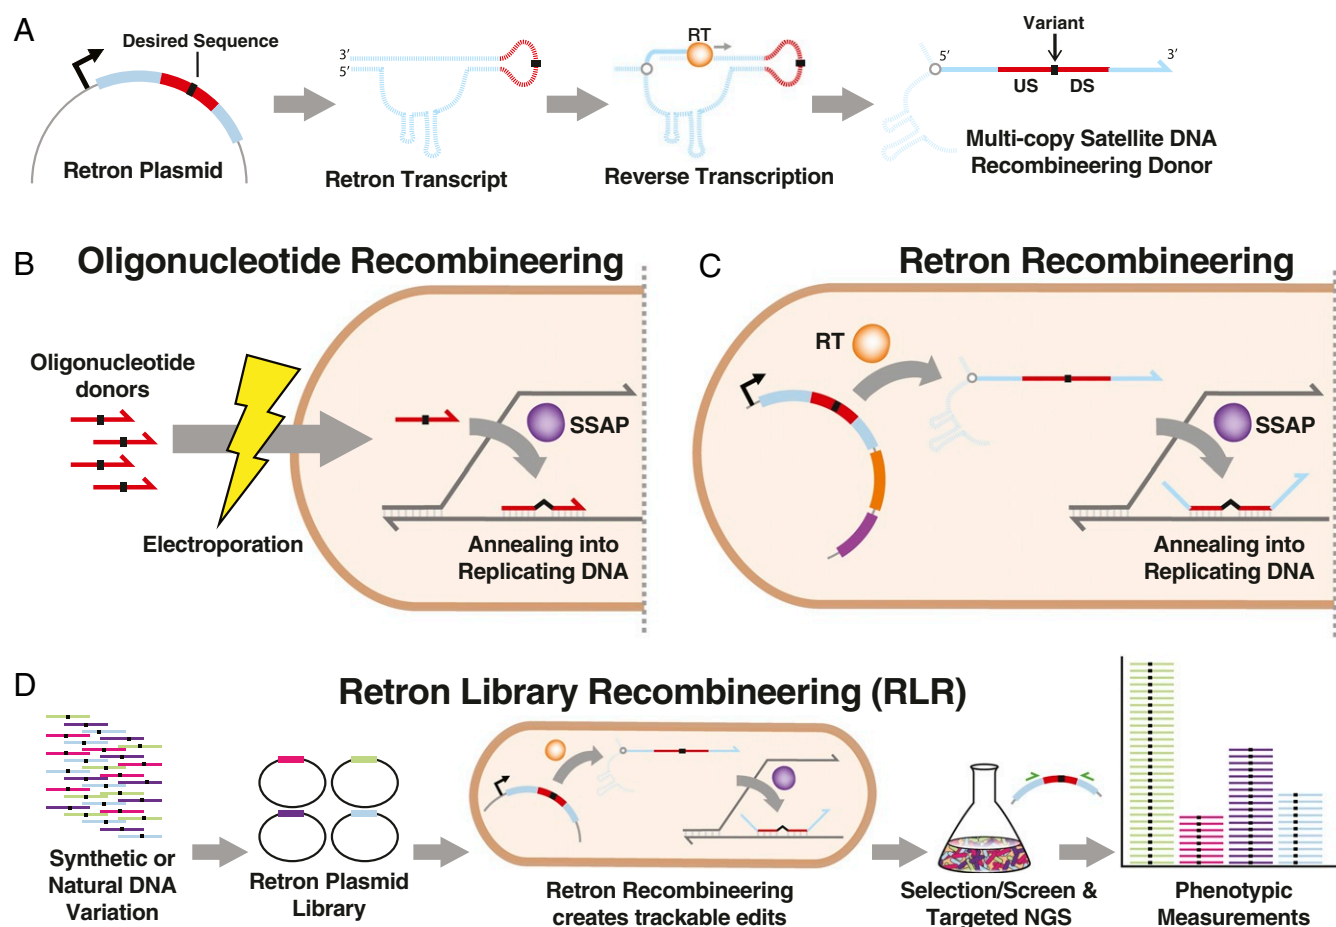 A
Desired Sequence
Retron Plasmid
3′
5′
Retron Transcript
RT
Reverse Transcription
Variant
5′
3′
US
DS
Multi-copy Satellite DNA
Recombineering Donor
B
Oligonucleotide Recombineering
Oligonucleotide
donors
Electroporation
SSAP
Annealing into
Replicating DNA
C
Retron Recombineering
RT
SSAP
Annealing into
Replicating DNA
D
Retron Library Recombineering (RLR)
Synthetic or
Natural DNA
Variation
Retron Plasmid
Library
Retron Recombineering
creates trackable edits
Selection/Screen &
Targeted NGS
Phenotypic
Measurements